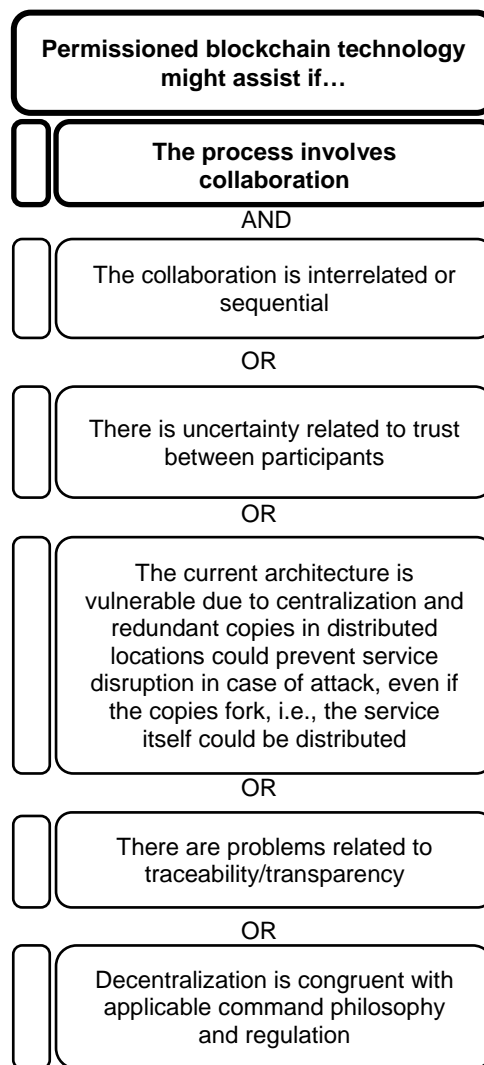 Permissioned blockchain technology
might assist if…
The process involves
collaboration
AND
The collaboration is interrelated or
sequential
OR
There is uncertainty related to trust
between participants
OR
The current architecture is
vulnerable due to centralization and
redundant copies in distributed
locations could prevent service
disruption in case of attack, even if
the copies fork, i.e., the service
itself could be distributed
OR
There are problems related to
traceability/transparency
OR
Decentralization is congruent with
applicable command philosophy
and regulation